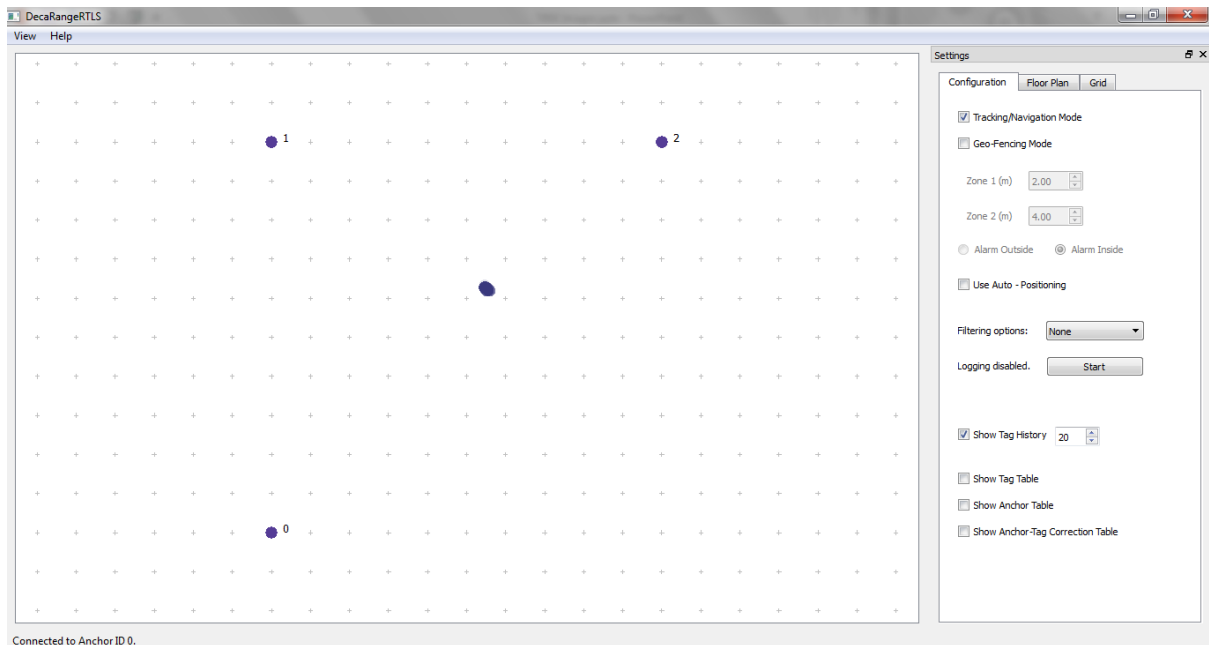 DecaRangeRTLS
View Help
Settings
Configuration Floor Plan Grid
Tracking/Navigation Mode
1
2
Geo-Fencing Mode
Zone 1 (m) 2.00
Zone 2 (m) 4.00
Alarm Outside Alarm Inside
Use Auto - Positioning
Filtering options: None
Logging disabled. Start
Show Tag History 20
Show Tag Table
Show Anchor Table
0
Show Anchor-Tag Correction Table
Connected to Anchor ID 0.